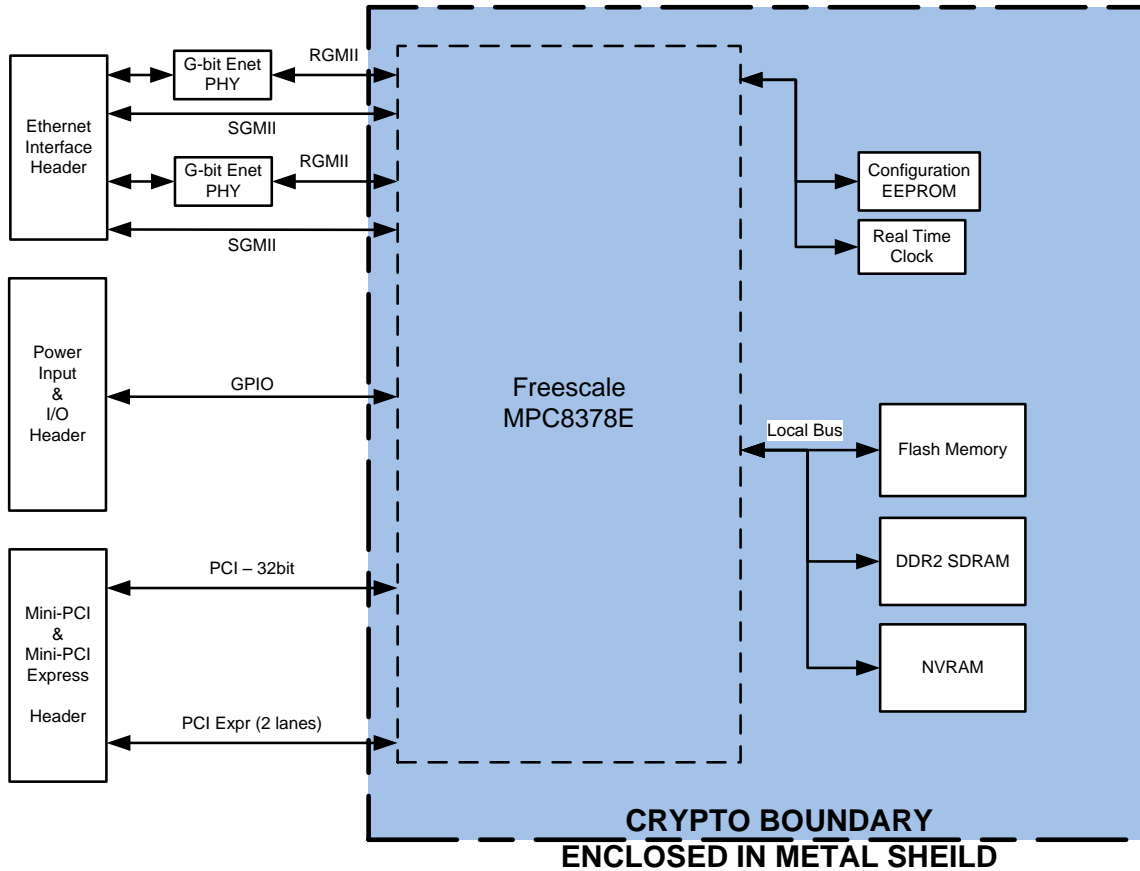 G-bit Enet
PHY
RGMII
Ethernet
Interface
Header
SGMII
G-bit Enet
PHY
RGMII
SGMII
Configuration
EEPROM
Real Time
Clock
Power
Input
&
I/O
Header
GPIO
Freescale
MPC8378E
Local Bus
Flash Memory
DDR2 SDRAM
NVRAM
Mini-PCI
&
Mini-PCI
Express
Header
PCI – 32bit
PCI Expr (2 lanes)
CRYPTO BOUNDARY
ENCLOSED IN METAL SHEILD